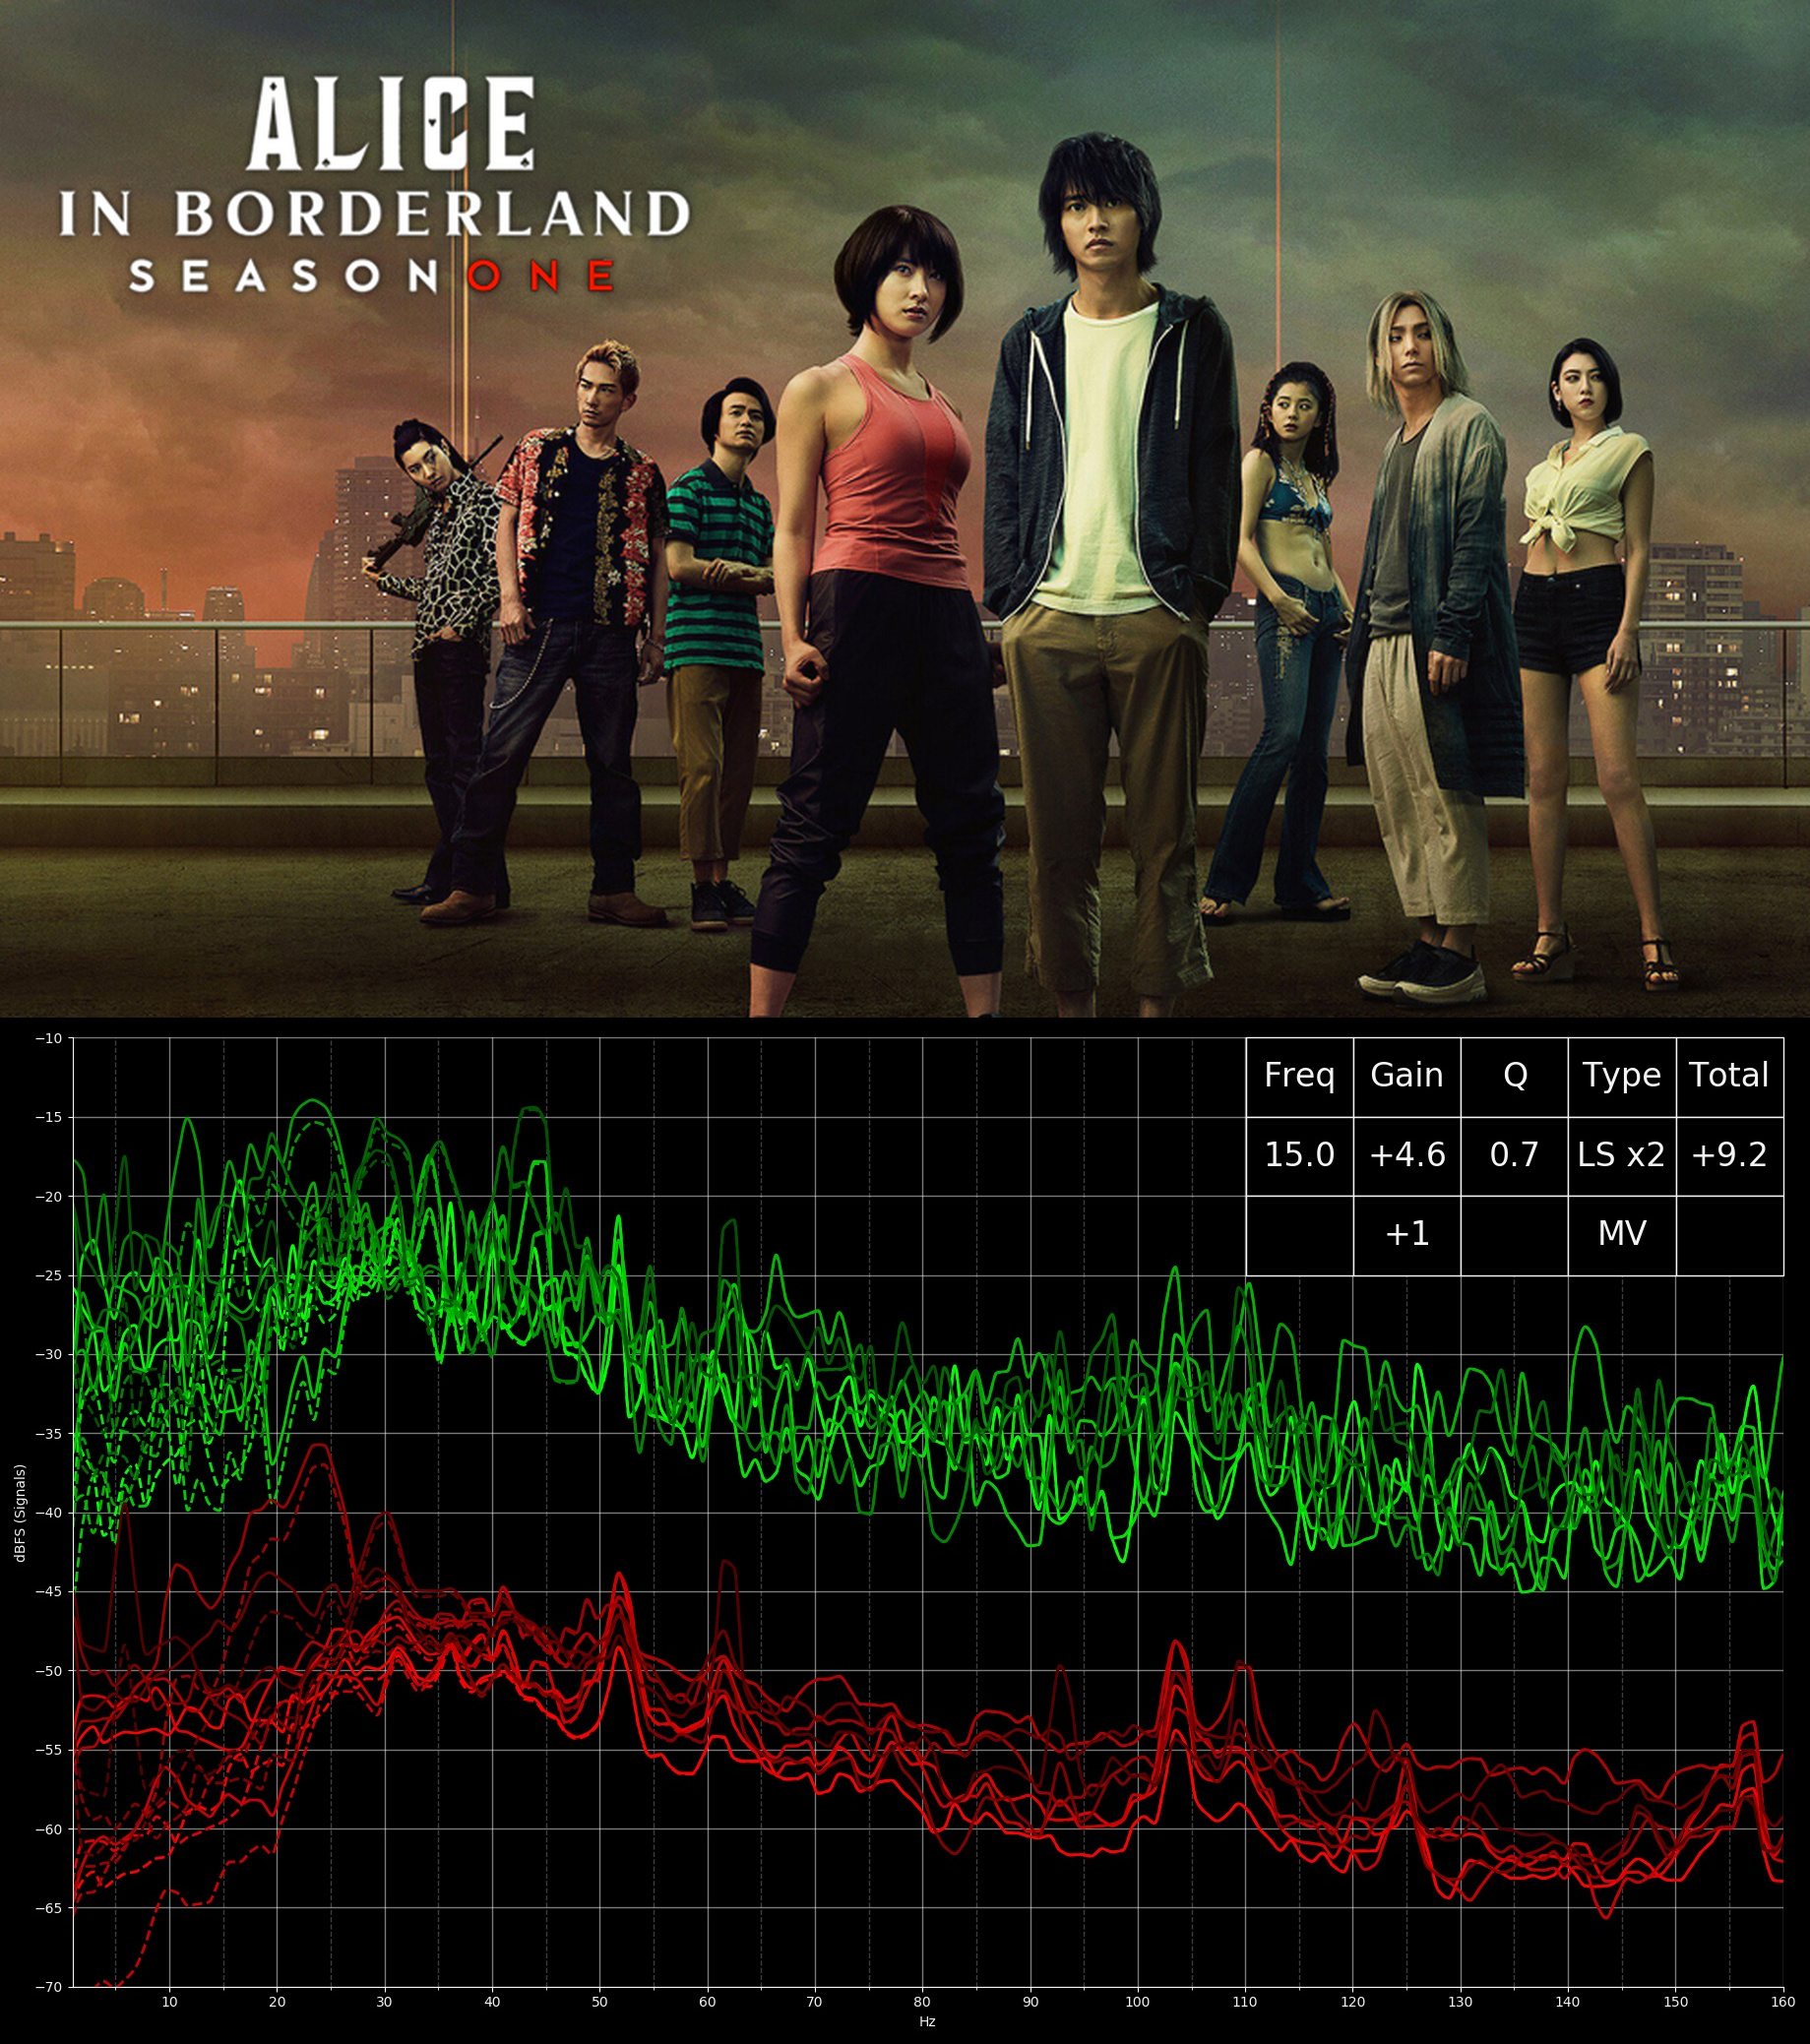 ALICE
IN BORDERLAND
SEASON ONE
Freq Gain Q Type Total
15.0 +4.6 0.7 LS x2 +9.2
+1 MV
−10
−15
−20
−25
−30
−35
−40
−45
−50
−55
−60
−65
−70
dBFS (Signals)
10 20 30 40 50 60 70 80 90 100 110 120 130 140 150 160
Hz